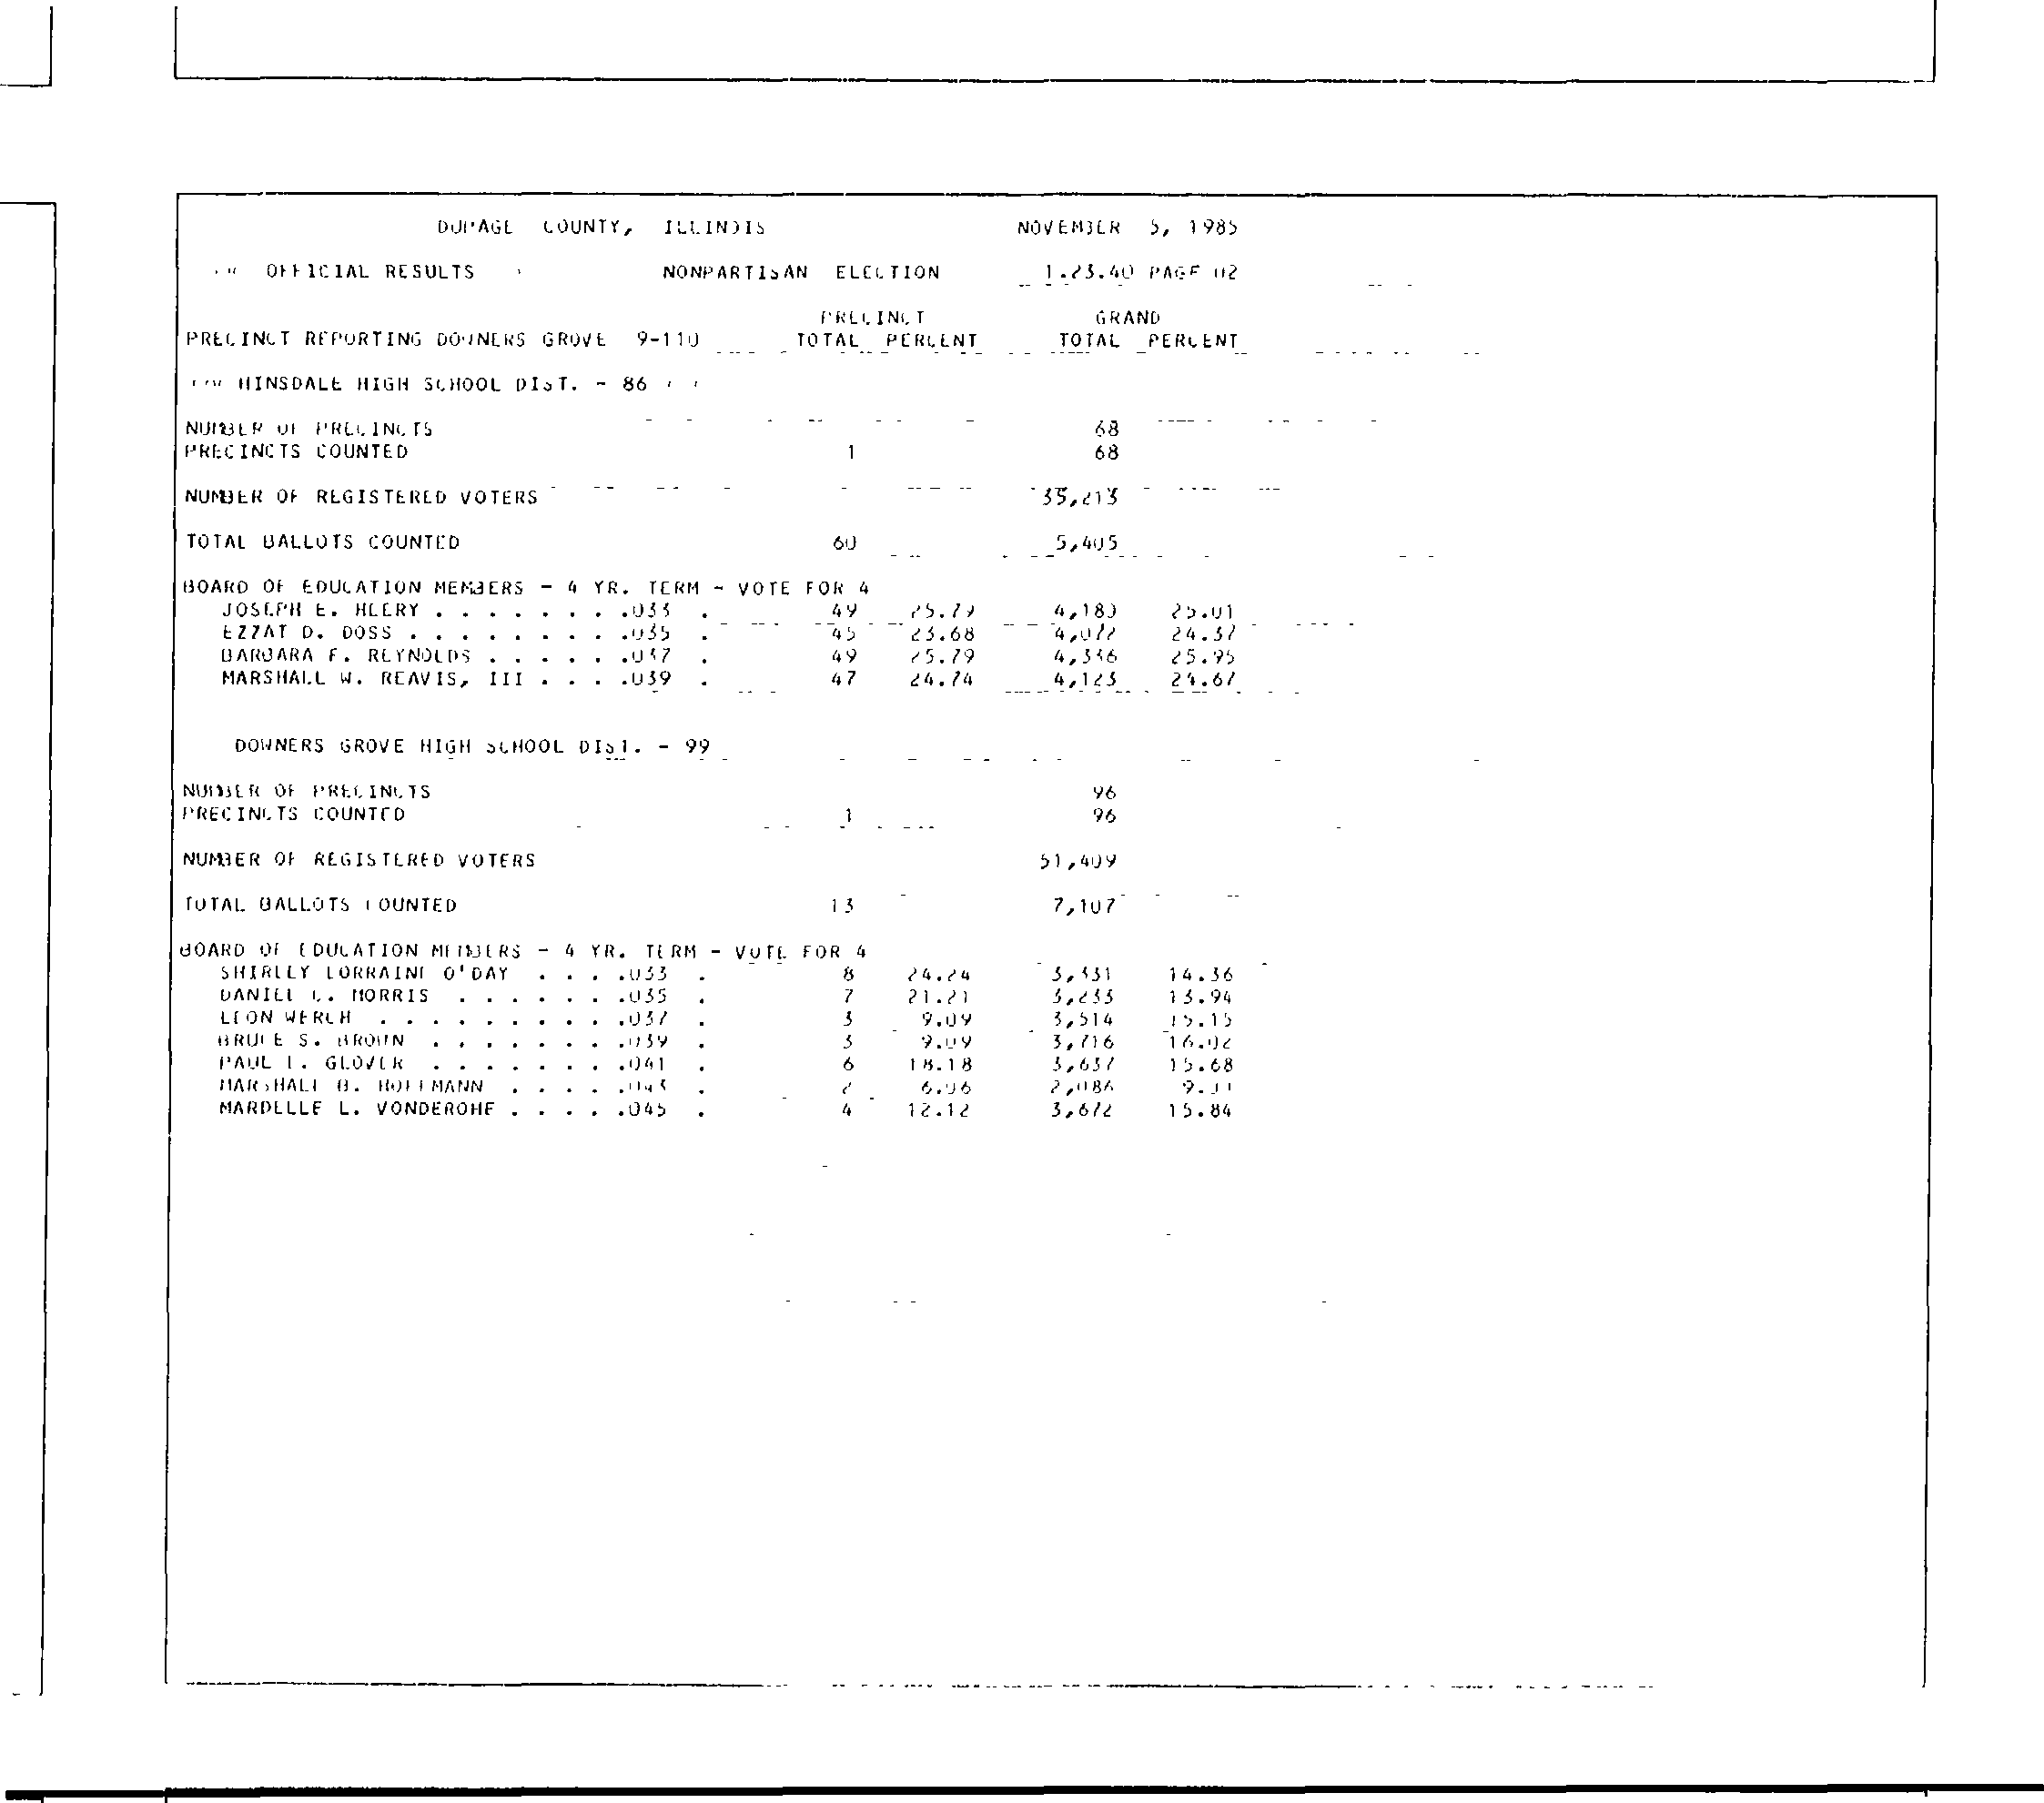 DUPAGE COUNTY, ILLINOIS NOVEMBER 5, 1985
OFFICIAL RESULTS NONPARTISAN ELECTION 1.23.40 PAGE 02
PRECINCT GRAND
PRECINCT REPORTING DOWNERS GROVE 9-110 TOTAL PERCENT TOTAL PERCENT
HINSDALE HIGH SCHOOL DIST. - 86
NUMBER OF PRECINCTS 68
PRECINCTS COUNTED 1 68
NUMBER OF REGISTERED VOTERS 35,213
TOTAL BALLOTS COUNTED 60 5,405
BOARD OF EDUCATION MEMBERS - 4 YR. TERM - VOTE FOR 4
JOSEPH E. HEERY . . . . . . . .033 . 49 25.79 4,180 25.01
EZZAT D. DOSS . . . . . . . . .035 . 45 23.68 4,072 24.37
BARBARA F. REYNOLDS . . . . . .037 . 49 25.79 4,336 25.95
MARSHALL W. REAVIS, III . . . .039 . 47 24.74 4,123 24.67
DOWNERS GROVE HIGH SCHOOL DIST. - 99
NUMBER OF PRECINCTS 96
PRECINCTS COUNTED 1 96
NUMBER OF REGISTERED VOTERS 51,409
TOTAL BALLOTS COUNTED 13 7,107
BOARD OF EDUCATION MEMBERS - 4 YR. TERM - VOTE FOR 4
SHIRLEY LORRAINE O'DAY . . . .033 . 8 24.24 3,331 14.36
DANIEL C. MORRIS . . . . . . .035 . 7 21.21 3,233 13.94
LEON WERCH . . . . . . . . . .037 . 3 9.09 3,514 15.15
BRUCE S. BROWN . . . . . . . .039 . 3 9.09 3,716 16.02
PAUL GLOVER . . . . . . . .041 . 6 18.18 3,637 15.68
MARSHALL B. HOFFMANN . . . . .043 . 2 6.06 2,086
MARDELLE L. VONDEROHE . . . . .045 . 4 12.12 3,672 15.84